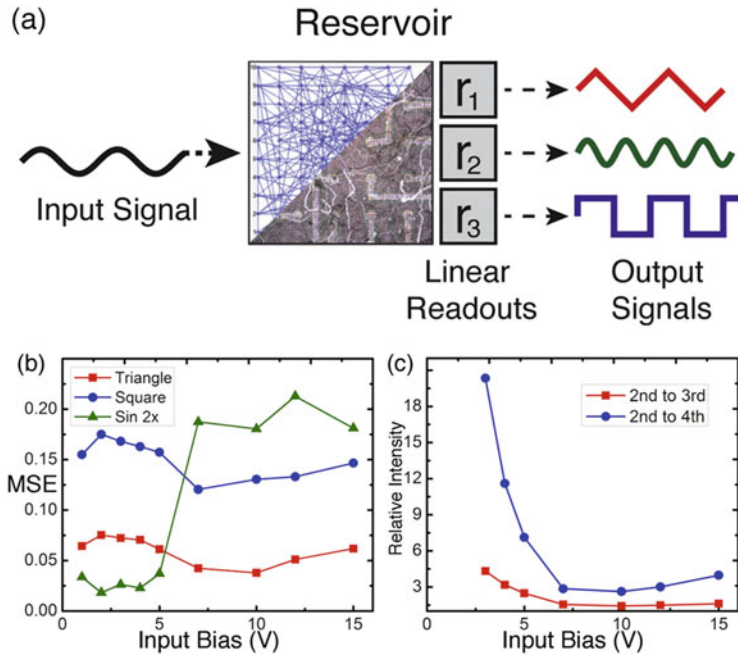 (a)
Reservoir
Input Signal
r1
r2
r3
Linear
Readouts
Output
Signals
(b)
Triangle
Square
Sin 2x
MSE
0.20
0.15
0.10
0.05
0.00
0 5 10 15
Input Bias (V)
(c)
2nd to 3rd
2nd to 4th
Relative Intensity
18
15
12
9
6
3
0 5 10 15
Input Bias (V)